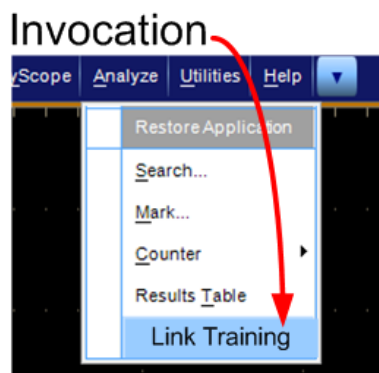 Invocation
yScope Analyze Utilities Help
Restore Application
Search...
Mark...
Counter
Results Table
Link Training